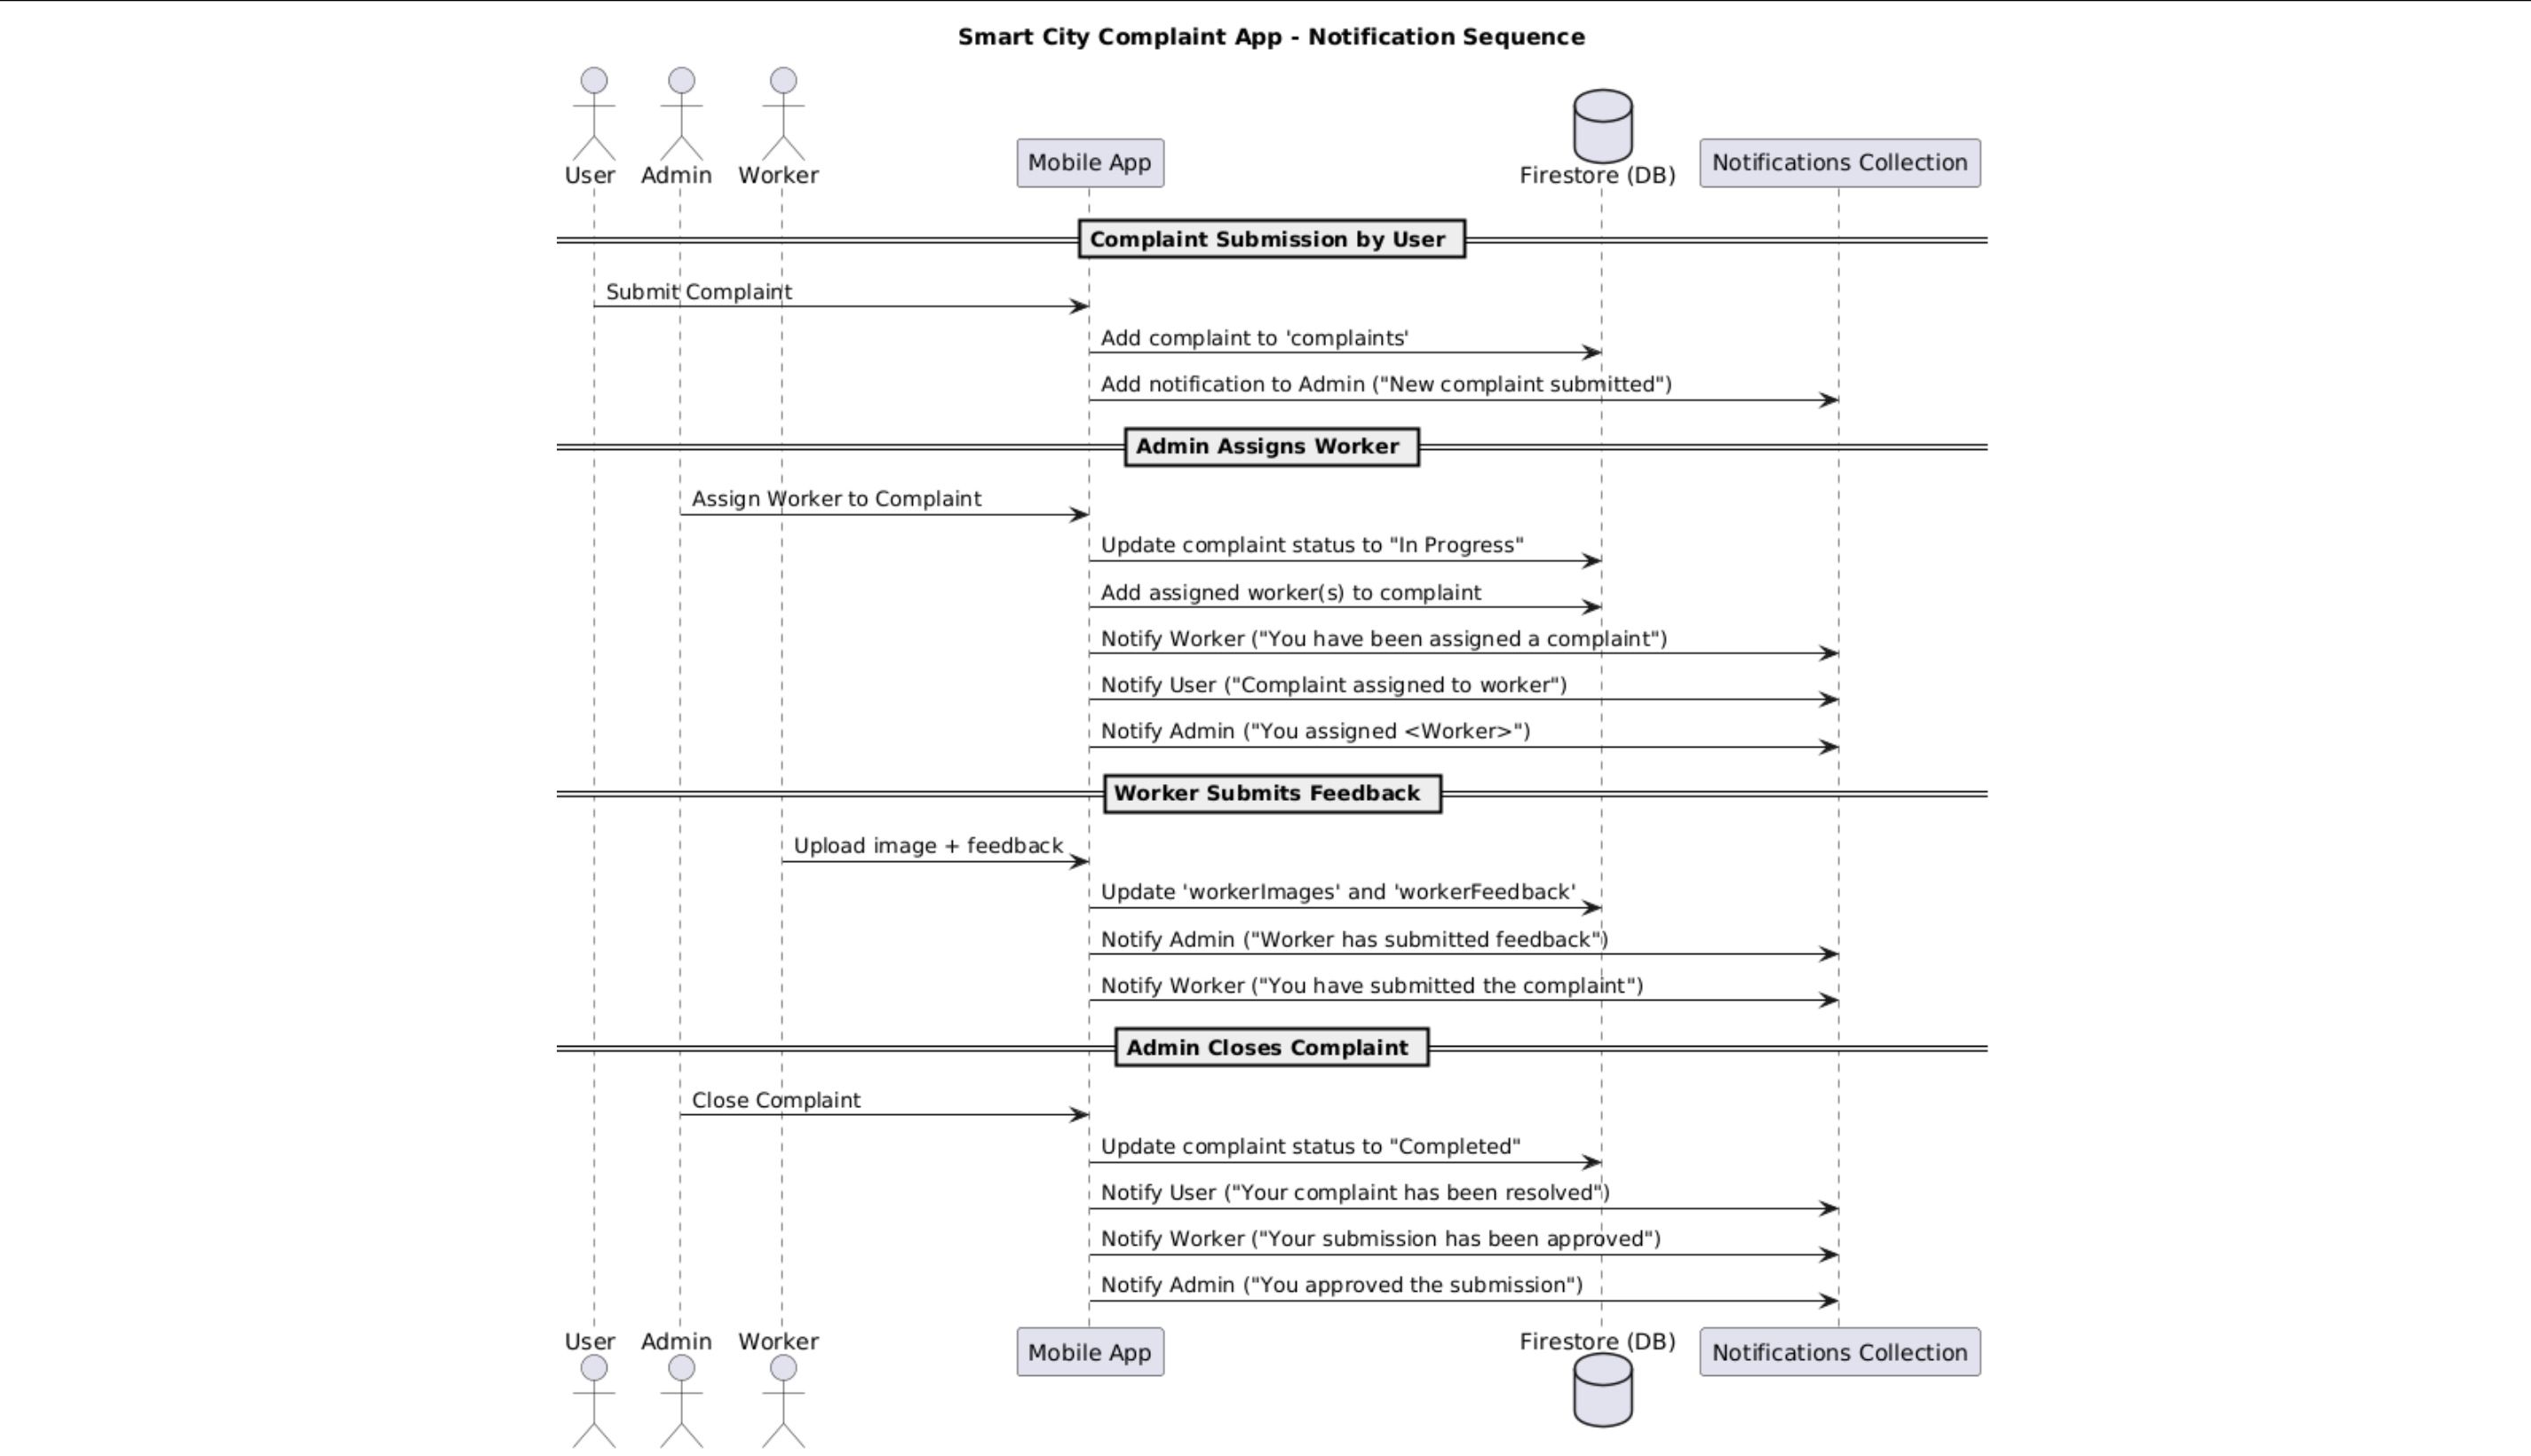 Smart City Complaint App - Notification Sequence
User Admin Worker Mobile App Firestore (DB) Notifications Collection
Complaint Submission by User
Submit Complaint
Add complaint to 'complaints'
Add notification to Admin ("New complaint submitted")
Admin Assigns Worker
Assign Worker to Complaint
Update complaint status to "In Progress"
Add assigned worker(s) to complaint
Notify Worker ("You have been assigned a complaint")
Notify User ("Complaint assigned to worker")
Notify Admin ("You assigned <Worker>")
Worker Submits Feedback
Upload image + feedback
Update 'workerImages' and 'workerFeedback'
Notify Admin ("Worker has submitted feedback")
Notify Worker ("You have submitted the complaint")
Admin Closes Complaint
Close Complaint
Update complaint status to "Completed"
Notify User ("Your complaint has been resolved")
Notify Worker ("Your submission has been approved")
Notify Admin ("You approved the submission")
User Admin Worker Mobile App Firestore (DB) Notifications Collection